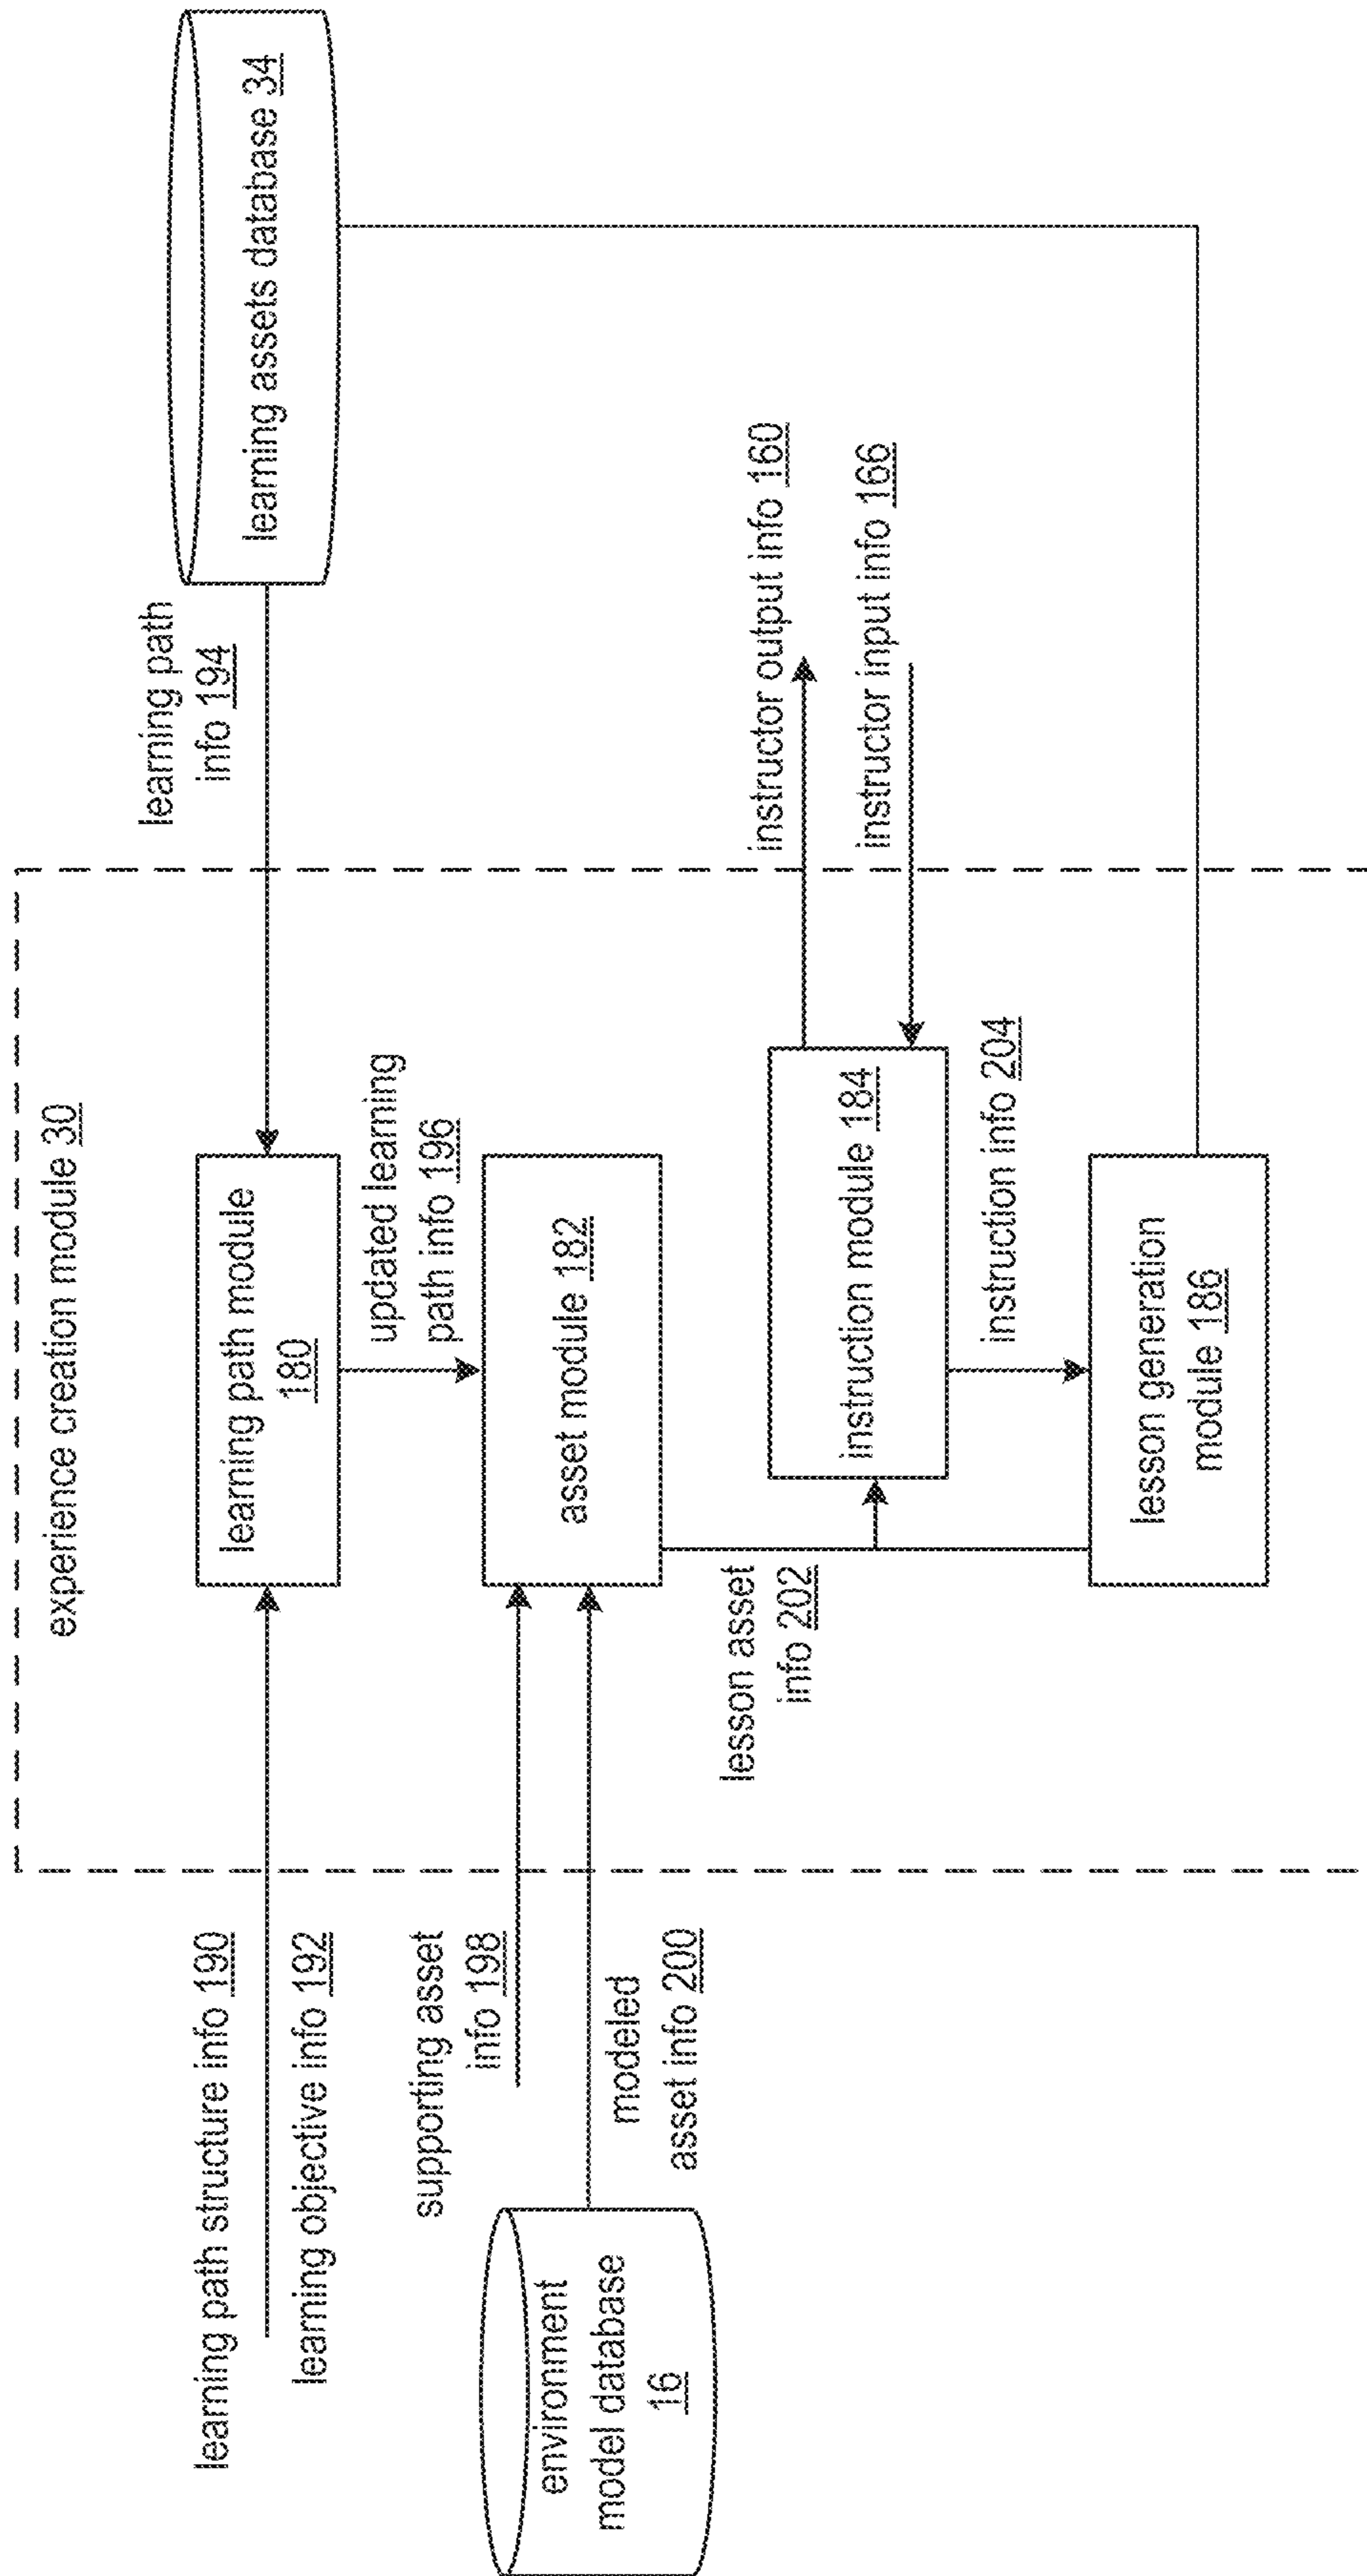 experience creation module 30
learning path structure info 190
learning objective info 192
learning path module
180
learning path
info 194
learning assets database 34
updated learning
path info 196
supporting asset
info 198
asset module 182
environment
model database
16
modeled
asset info 200
lesson asset
info 202
instruction module 184
instructor output info 160
instructor input info 166
instruction info 204
lesson generation
module 186